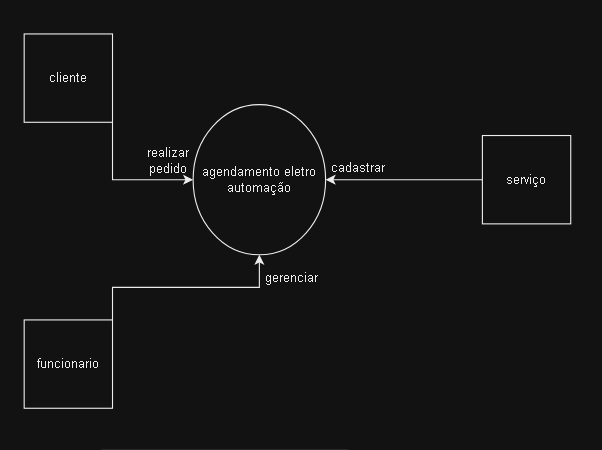 cliente
realizar
pedido
agendamento eletro
automação
cadastrar
serviço
gerenciar
funcionario